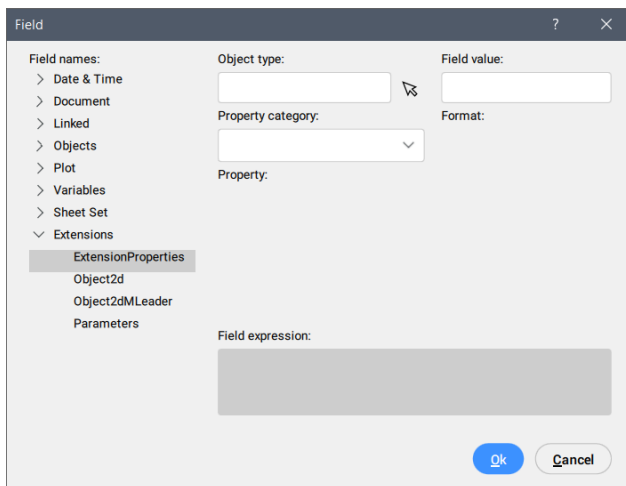 Field
?
Field names:
Date & Time
Document
Linked
Objects
Plot
Variables
Sheet Set
Extensions
ExtensionProperties
Object2d
Object2dMLeader
Parameters
Object type:
Field value:
Property category:
Format:
Property:
Field expression:
Ok
Cancel